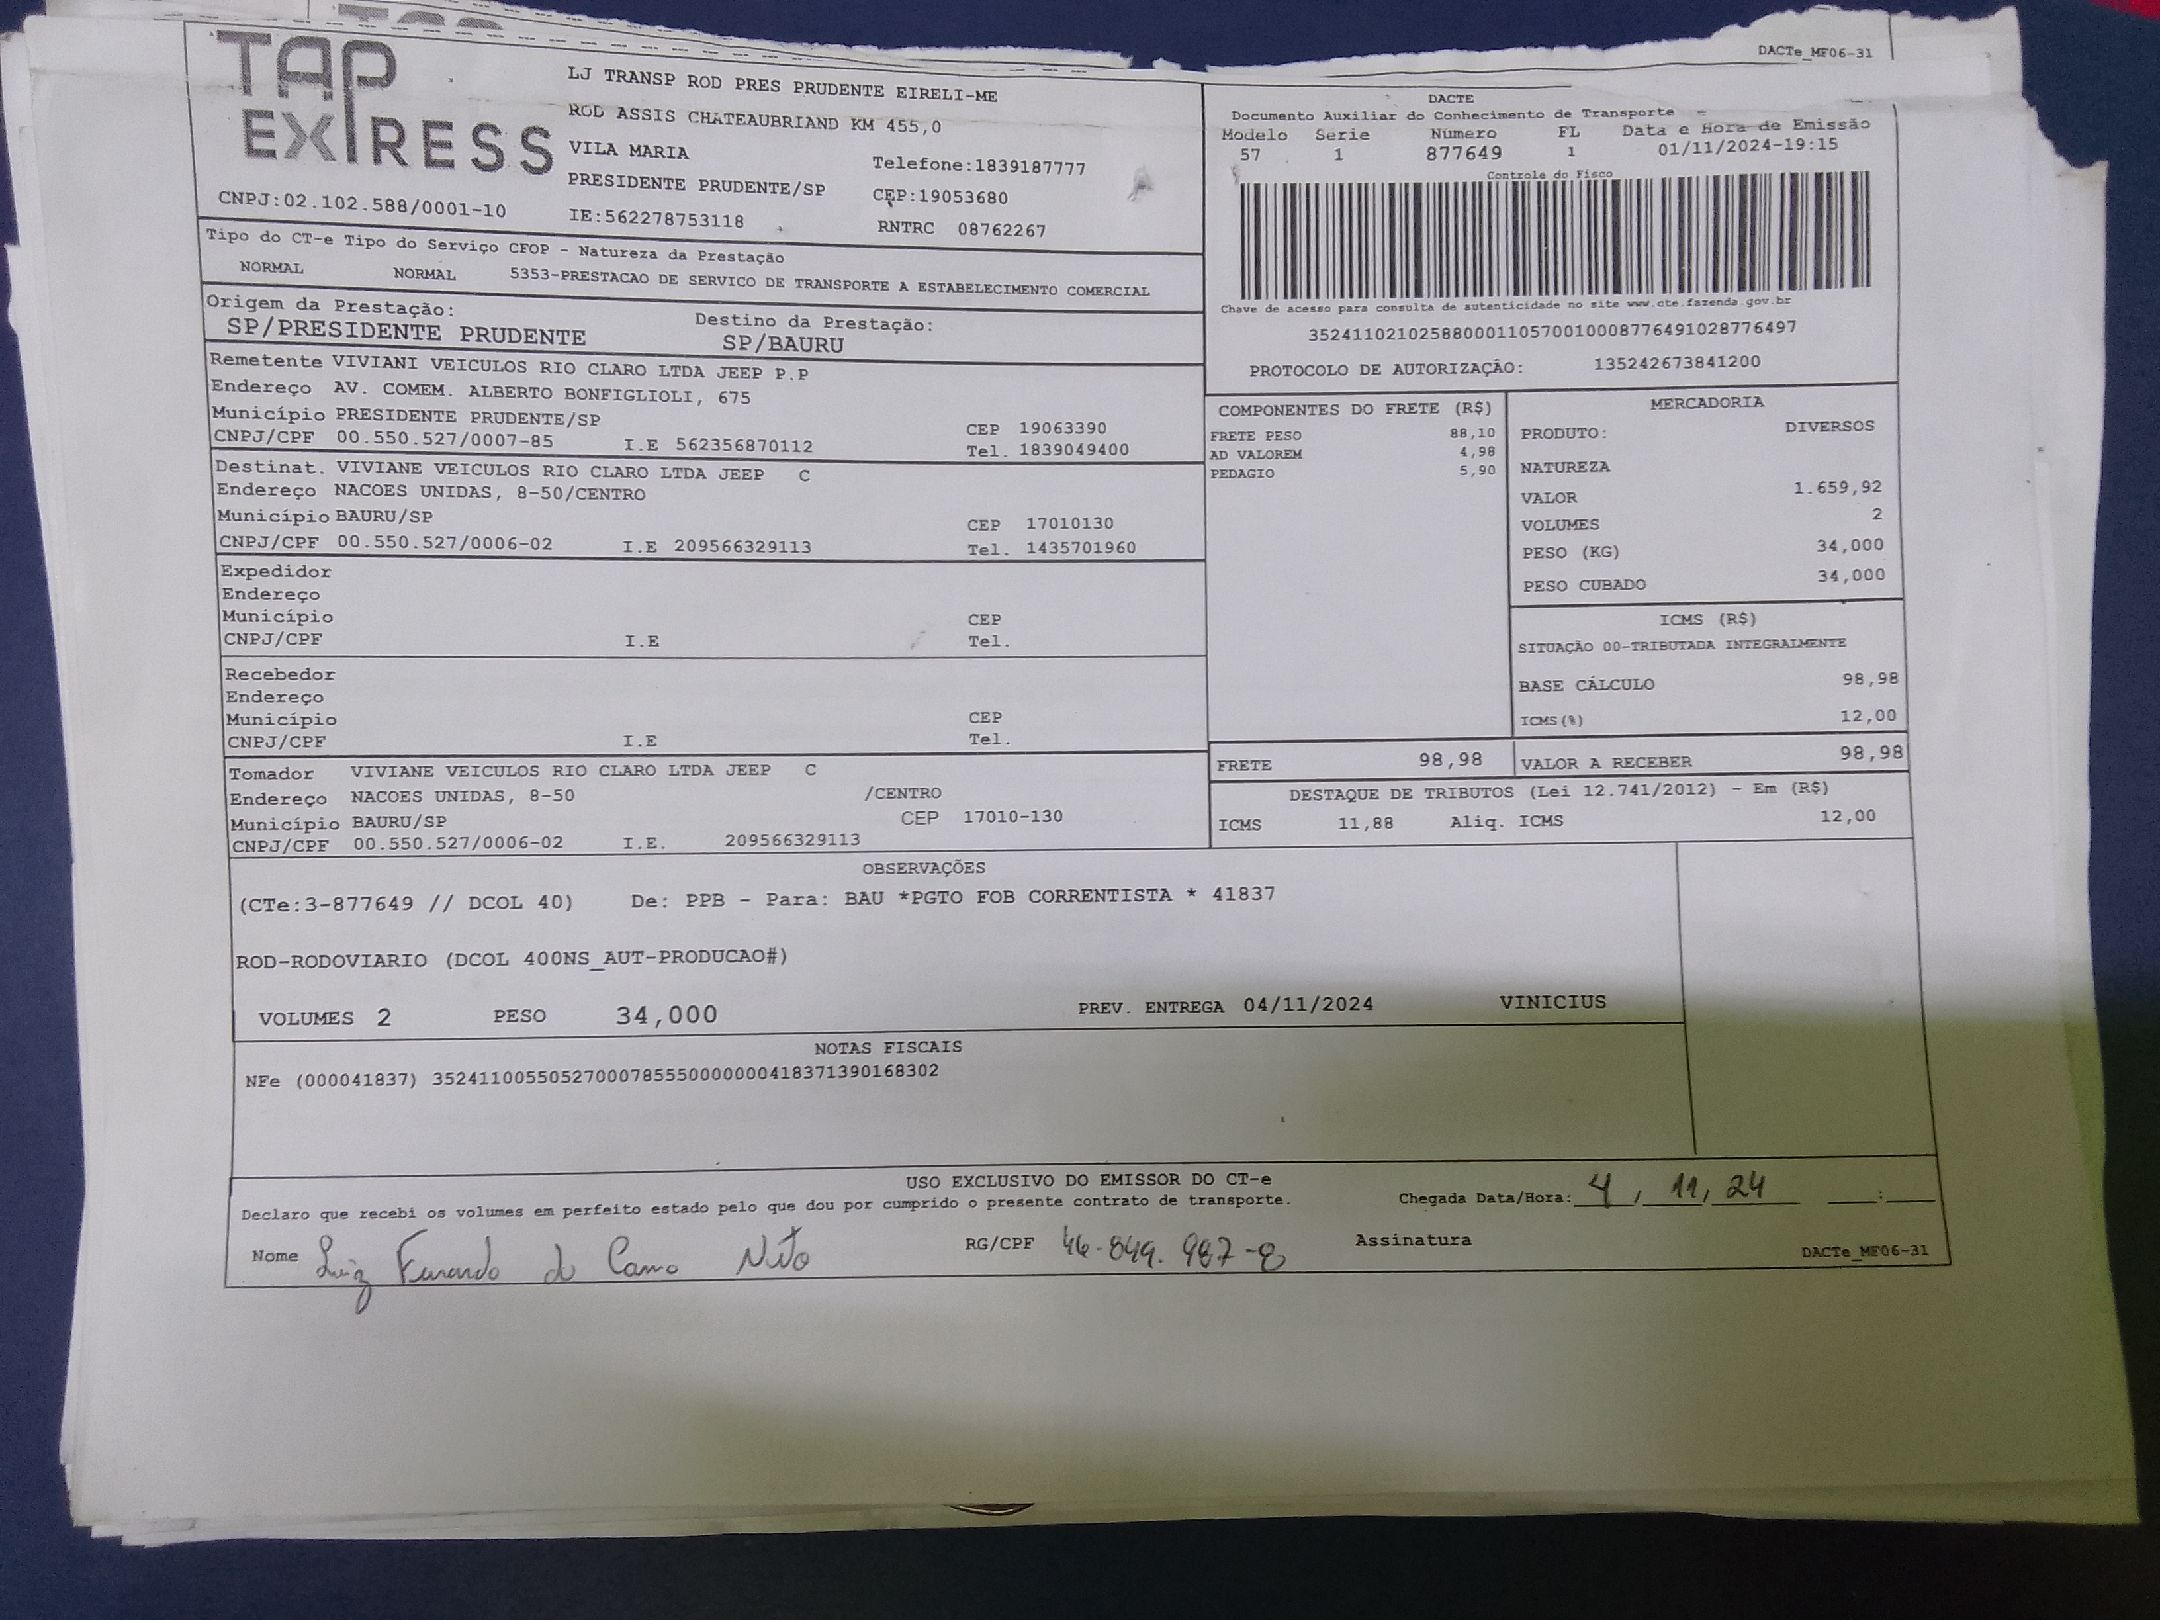 DACTe_MF06-31
TAP EXPRESS
LJ TRANSP ROD PRES PRUDENTE EIRELI-ME
ROD ASSIS CHATEAUBRIAND KM 455,0
VILA MARIA Telefone:1839187777
PRESIDENTE PRUDENTE/SP CEP:19053680
CNPJ:02.102.588/0001-10 IE:562278753118 RNTRC 08762267
DACTE
Documento Auxiliar do Conhecimento de Transporte
Modelo Serie Número FL Data e Hora de Emissão
57 1 877649 1 01/11/2024-19:15
Controle do Fisco
Chave de acesso para consulta de autenticidade no site www.cte.fazenda.gov.br
35241102102588000110570010008776491028776497
PROTOCOLO DE AUTORIZAÇÃO: 135242673841200
Tipo do CT-e Tipo do Serviço CFOP - Natureza da Prestação
NORMAL NORMAL 5353-PRESTACAO DE SERVICO DE TRANSPORTE A ESTABELECIMENTO COMERCIAL
Origem da Prestação: Destino da Prestação:
SP/PRESIDENTE PRUDENTE SP/BAURU
Remetente VIVIANI VEICULOS RIO CLARO LTDA JEEP P.P
Endereço AV. COMEM. ALBERTO BONFIGLIOLI, 675
Município PRESIDENTE PRUDENTE/SP CEP 19063390
CNPJ/CPF 00.550.527/0007-85 I.E 562356870112 Tel. 1839049400
Destinat. VIVIANE VEICULOS RIO CLARO LTDA JEEP C
Endereço NACOES UNIDAS, 8-50/CENTRO
Município BAURU/SP CEP 17010130
CNPJ/CPF 00.550.527/0006-02 I.E 209566329113 Tel. 1435701960
Expedidor
Endereço
Município CEP
CNPJ/CPF I.E Tel.
Recebedor
Endereço
Município CEP
CNPJ/CPF I.E Tel.
Tomador VIVIANE VEICULOS RIO CLARO LTDA JEEP C
Endereço NACOES UNIDAS, 8-50 /CENTRO
Município BAURU/SP CEP 17010-130
CNPJ/CPF 00.550.527/0006-02 I.E. 209566329113
COMPONENTES DO FRETE (R$)
FRETE PESO 88,10
AD VALOREM 4,98
PEDAGIO 5,90
MERCADORIA
PRODUTO: DIVERSOS
NATUREZA
VALOR 1.659,92
VOLUMES 2
PESO (KG) 34,000
PESO CUBADO 34,000
ICMS (R$)
SITUAÇÃO 00-TRIBUTADA INTEGRALMENTE
BASE CÁLCULO 98,98
ICMS(%) 12,00
FRETE 98,98 VALOR A RECEBER 98,98
DESTAQUE DE TRIBUTOS (Lei 12.741/2012) - Em (R$)
ICMS 11,88 Aliq. ICMS 12,00
OBSERVAÇÕES
(CTe:3-877649 // DCOL 40) De: PPB - Para: BAU *PGTO FOB CORRENTISTA * 41837
ROD-RODOVIARIO (DCOL 400NS_AUT-PRODUCAO#)
VOLUMES 2 PESO 34,000 PREV. ENTREGA 04/11/2024 VINICIUS
NOTAS FISCAIS
NFe (000041837) 35241100550527000785550000000418371390168302
USO EXCLUSIVO DO EMISSOR DO CT-e
Declaro que recebi os volumes em perfeito estado pelo que dou por cumprido o presente contrato de transporte. Chegada Data/Hora: 4, 11, 24 :
Nome Luiz Fernando de Camo Neto RG/CPF 46.849.987-8 Assinatura
DACTe_MF06-31